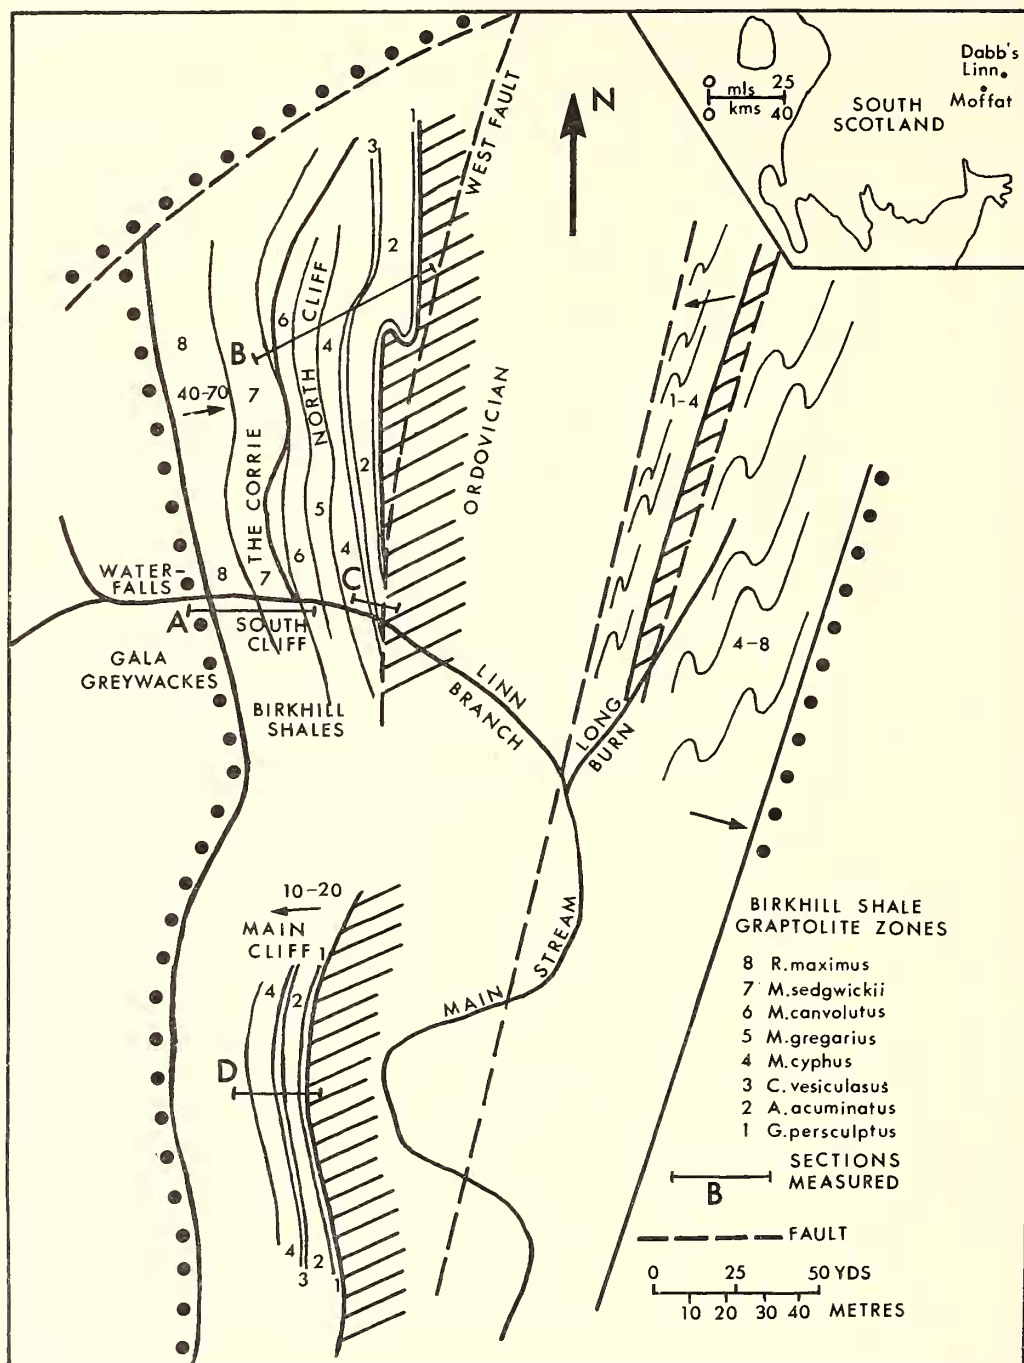 Dabb's
Linn.
Moffat
0 mls 25
0 kms 40
SOUTH
SCOTLAND
N
WEST FAULT
1
3
2
NORTH CLIFF
6
4
B
8
40-70
7
THE CORRIE
2
5
6
4
ORDOVICIAN
1-4
WATER-
FALLS
8
7
C
A
SOUTH
CLIFF
GALA
GREYWACKES
BIRKHILL
SHALES
LINN
BRANCH
LONG
BURN
4-8
10-20
MAIN
CLIFF
1
4
2
D
4
3
2
1
MAIN STREAM
BIRKHILL SHALE
GRAPTOLITE ZONES
8 R.maximus
7 M.sedgwickii
6 M.canvolutus
5 M.gregarius
4 M.cyphus
3 C.vesiculasus
2 A.acuminatus
1 G.persculptus
SECTIONS
MEASURED
B
FAULT
0 25 50 YDS
10 20 30 40 METRES